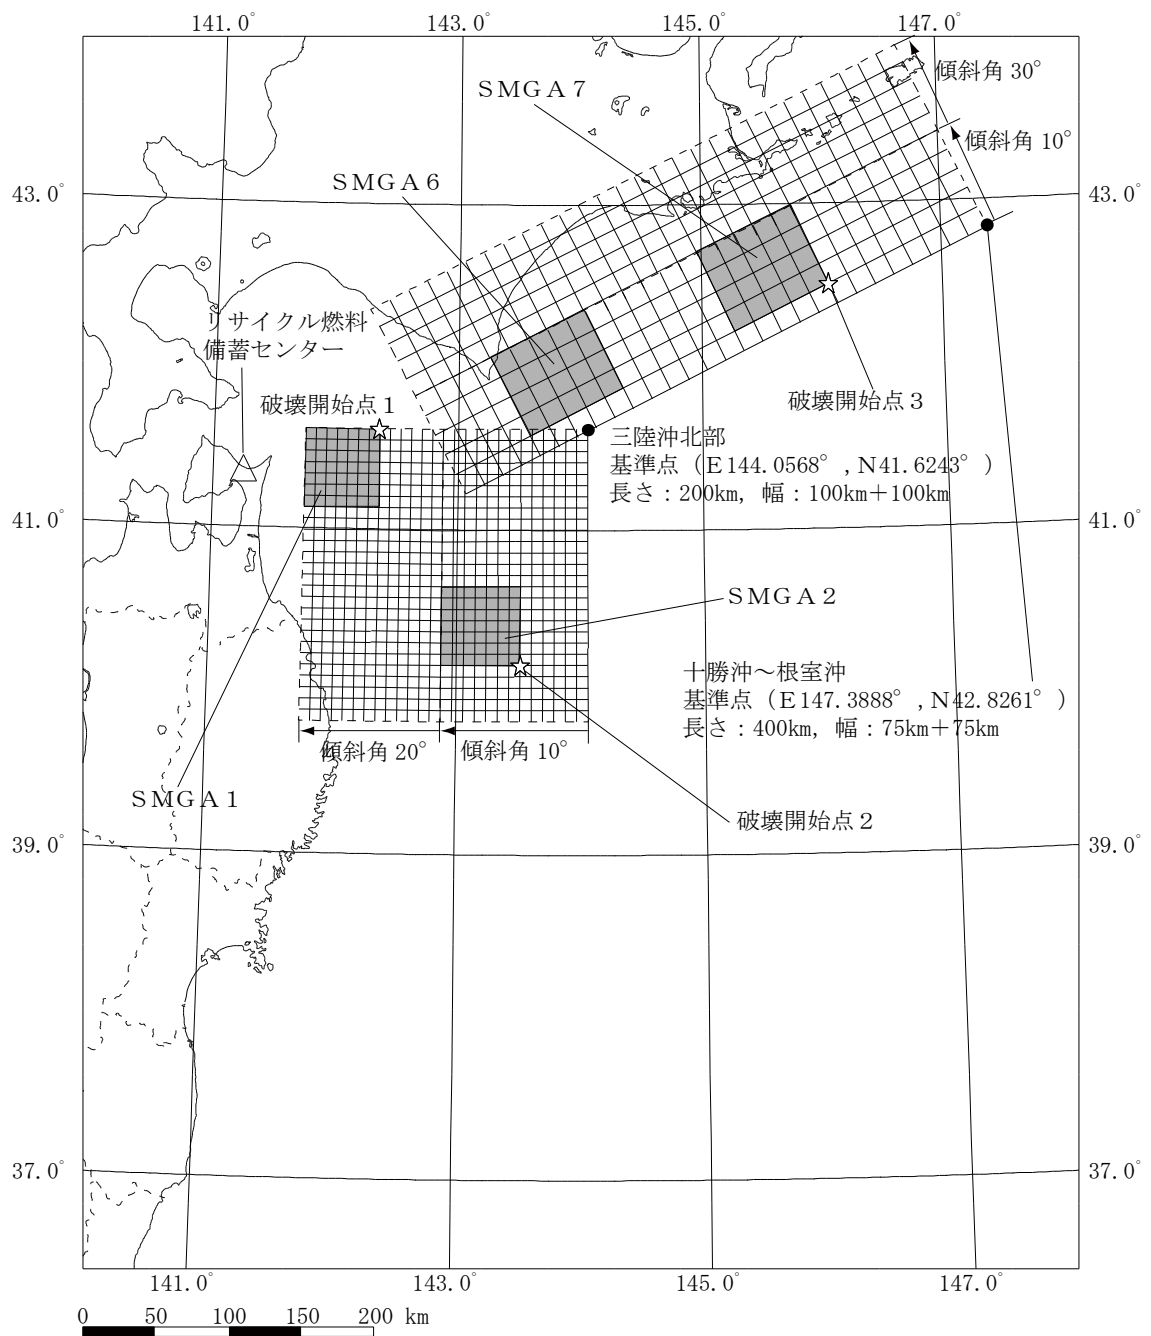 141.0°
143.0°
145.0°
147.0°
傾斜角 30°
SMGA7
傾斜角 10°
SMGA6
43.0°
43.0°
リサイクル燃料
備蓄センター
破壊開始点1
破壊開始点3
三陸沖北部
基準点（E144.0568°,N41.6243°）
長さ：200km, 幅：100km＋100km
41.0°
41.0°
SMGA2
十勝沖～根室沖
基準点（E147.3888°,N42.8261°）
長さ：400km, 幅：75km＋75km
傾斜角 20°
傾斜角 10°
SMGA1
破壊開始点2
39.0°
39.0°
37.0°
37.0°
141.0°
143.0°
145.0°
147.0°
0 50 100 150 200 km